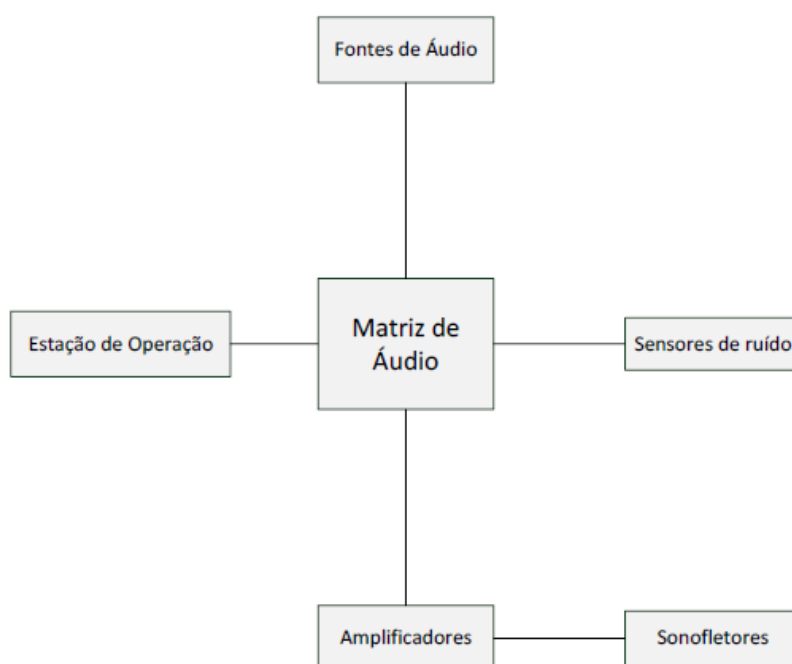 Fontes de Áudio
Matriz de
Áudio
Estação de Operação
Sensores de ruído
Amplificadores
Sonofletores